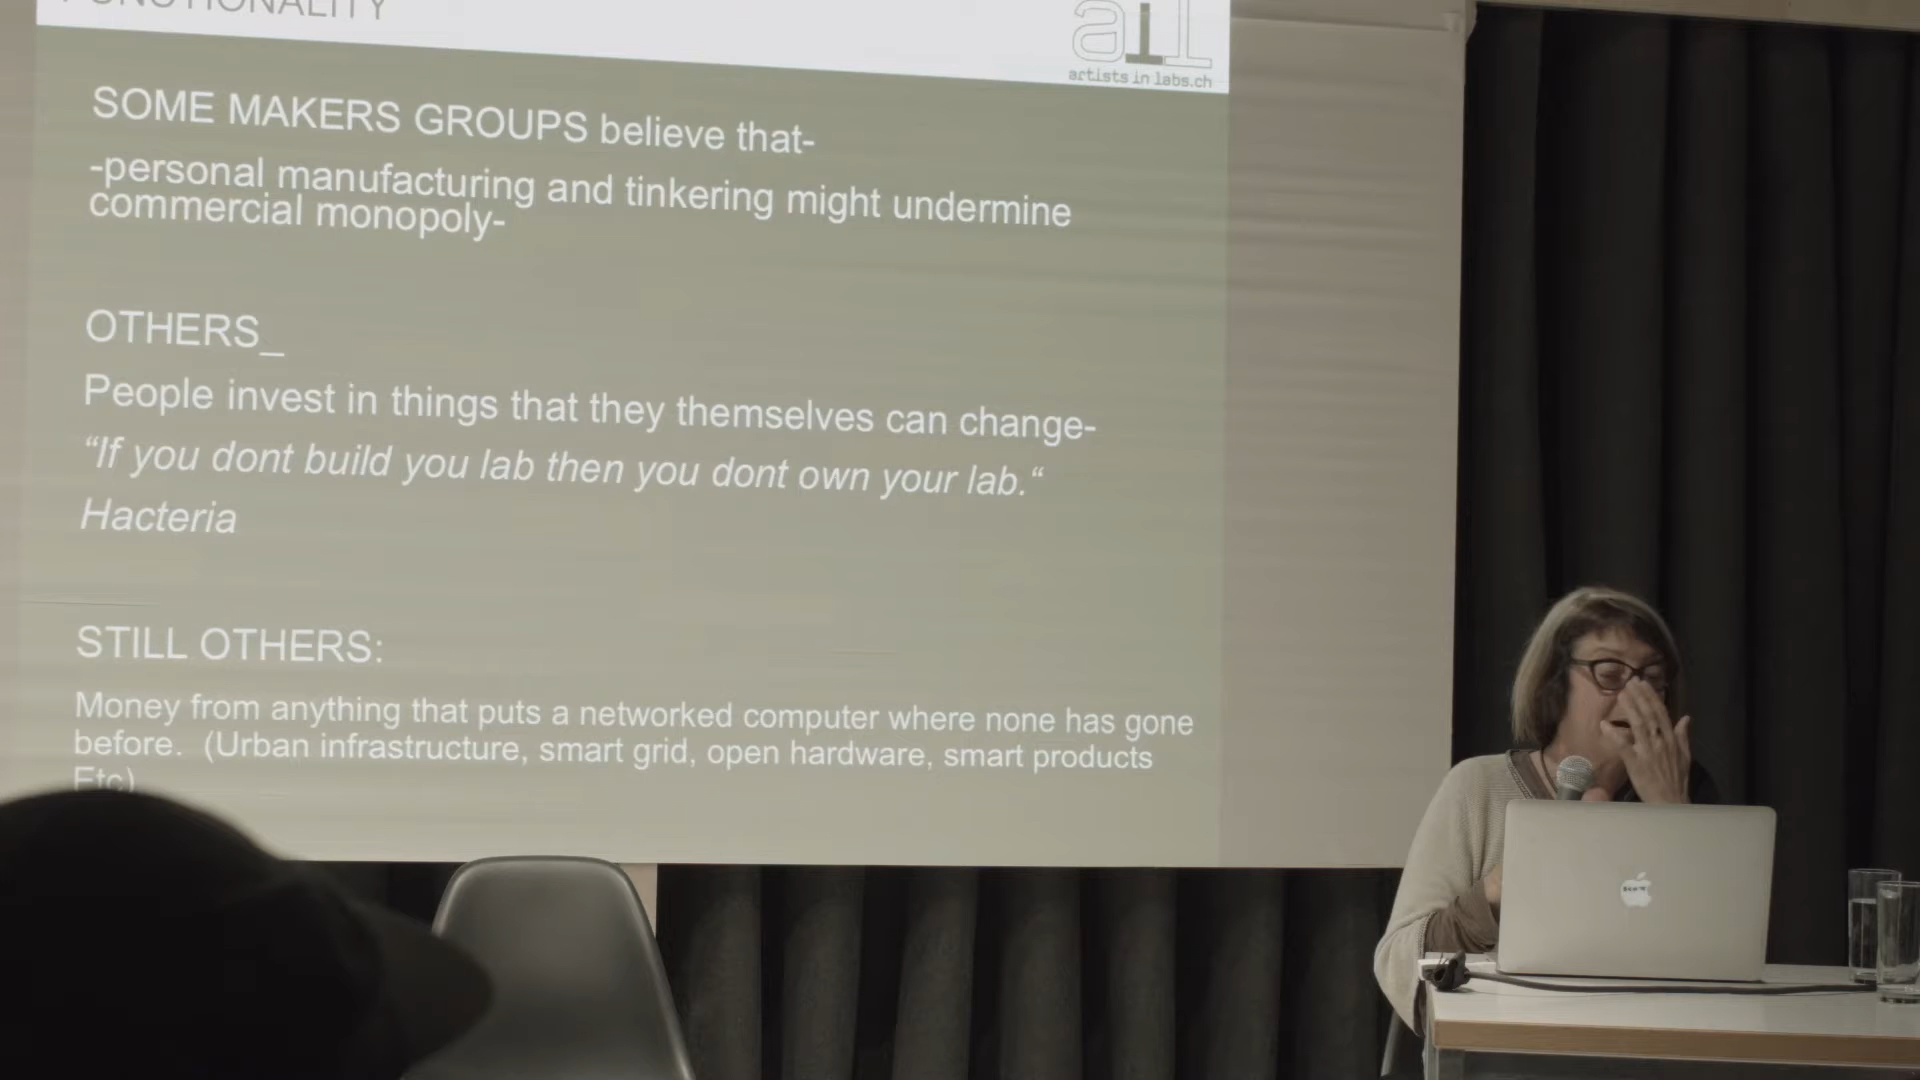 FUNCTIONALITY
ail
artists in labs.ch
SOME MAKERS GROUPS believe that-
-personal manufacturing and tinkering might undermine
commercial monopoly-
OTHERS_
People invest in things that they themselves can change-
“If you dont build you lab then you dont own your lab.“
Hacteria
STILL OTHERS:
Money from anything that puts a networked computer where none has gone
before. (Urban infrastructure, smart grid, open hardware, smart products
Etc)